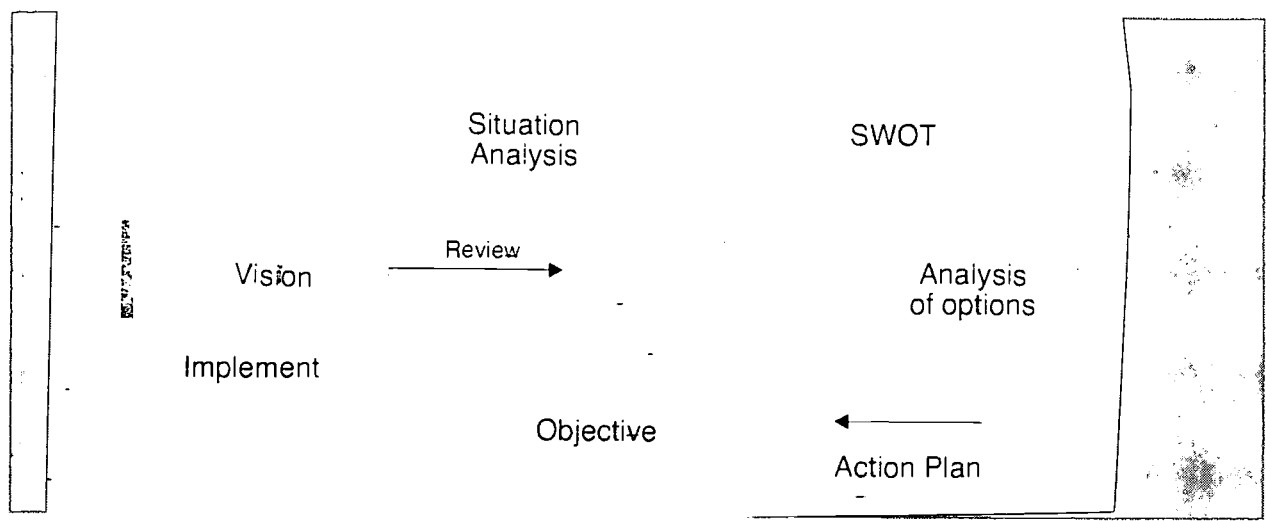 Situation
Analysis
SWOT
Review
Vision
Analysis
of options
Implement
Objective
Action Plan